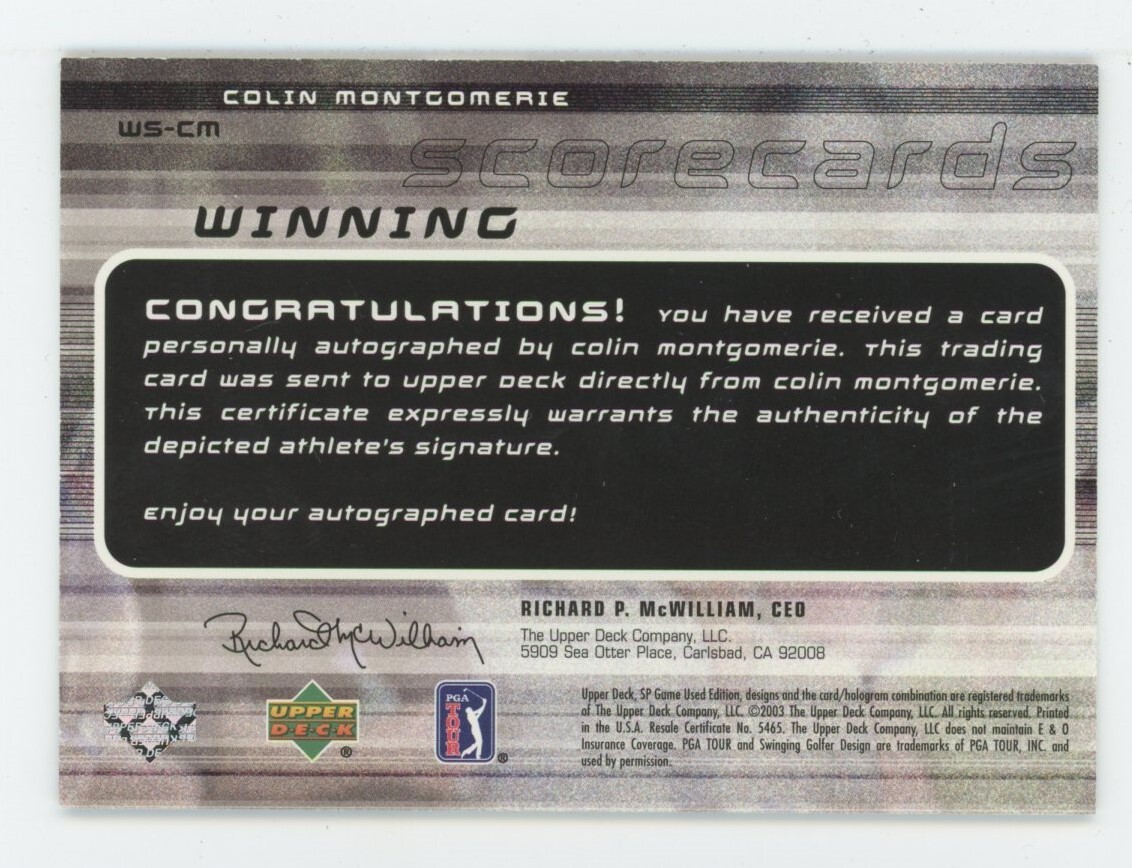 COLIN MONTGOMERIE
WS-CM
scorecards
WINNING
CONGRATULATIONS! You have received a card
personally autographed by colin montgomerie. This trading
card was sent to upper Deck directly from colin montgomerie.
This certificate expressly warrants the authenticity of the
depicted athlete's signature.
Enjoy your autographed card!
Richard McWilliam
RICHARD P. McWILLIAM, CEO
The Upper Deck Company, LLC.
5909 Sea Otter Place, Carlsbad, CA 92008
UPPER
DECK
®
PGA
TOUR
®
Upper Deck, SP Game Used Edition, designs and the card/hologram combination are registered trademarks
of The Upper Deck Company, LLC. ©2003 The Upper Deck Company, LLC. All rights reserved. Printed
in the U.S.A. Resale Certificate No. 5465. The Upper Deck Company, LLC does not maintain E & O
Insurance Coverage. PGA TOUR and Swinging Golfer Design are trademarks of PGA TOUR, INC. and
used by permission.